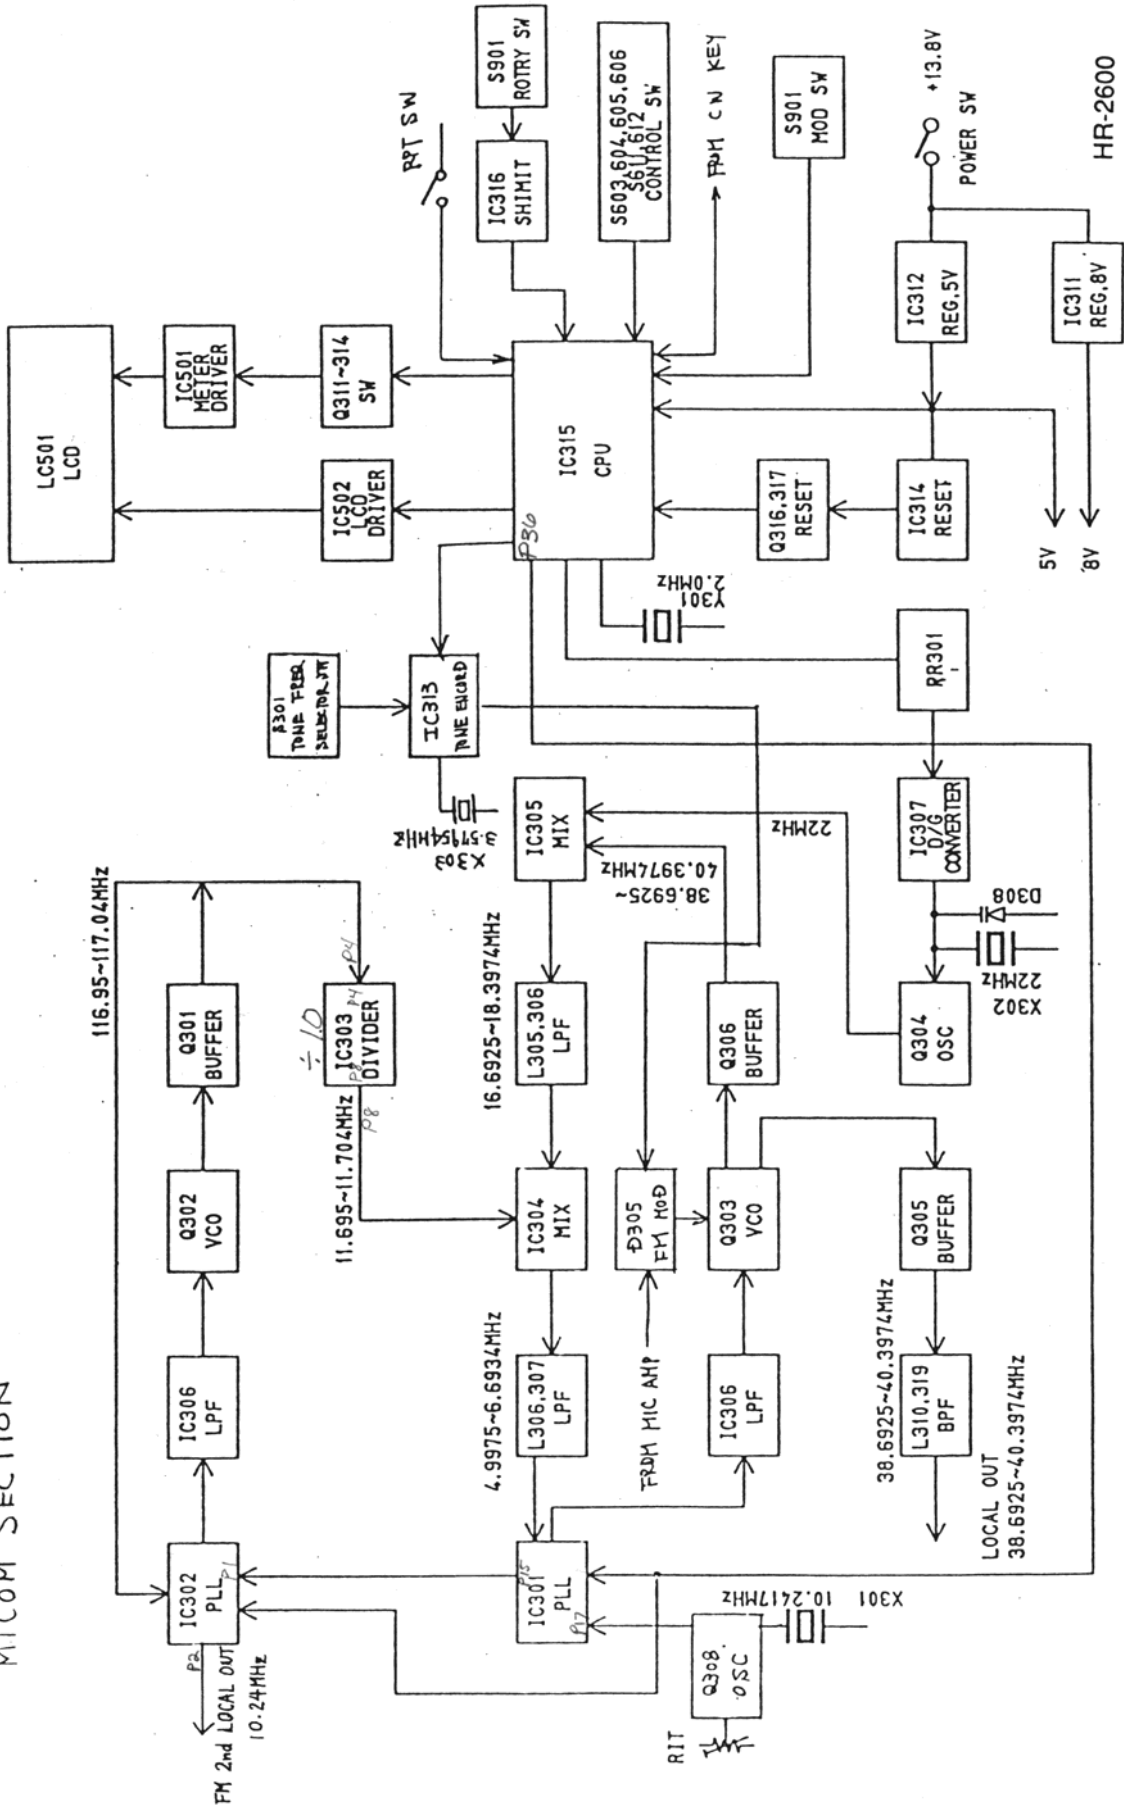 MICOM SECTION
116.95~117.04MHz
IC302
PLL
P1
P2
FM 2nd LOCAL OUT
10.24MHz
IC306
LPF
Q302
VCO
Q301
BUFFER
÷10
IC303
DIVIDER
P4
P4
P8
P8
11.695~11.704MHz
S301
TONE FREQ
SELECTOR SW
IC313
TONE ENCORD
X303
3.57954MHz
LC501
LCD
IC502
LCD
DRIVER
IC501
METER
DRIVER
Q311~314
SW
RPT SW
S901
ROTRY SW
IC316
SHIMIT
S603,604,605,606
S611,612
CONTROL SW
FROM CN KEY
S901
MOD SW
IC315
CPU
P36
Y301
2.0MHz
Q316,317
RESET
IC314
RESET
IC312
REG.5V
IC311
REG.8V
POWER SW
+13.8V
5V
8V
IC301
PLL
P15
P17
4.9975~6.6934MHz
L306,307
LPF
IC304
MIX
16.6925~18.3974MHz
L305,306
LPF
IC305
MIX
38.6925~
40.3974MHz
22MHz
FROM MIC AMP
D305
FM MOD
IC306
LPF
Q303
VCO
Q306
BUFFER
RIT
Q308
OSC
X301 10.2417MHz
38.6925~40.3974MHz
L310,319
BPF
Q305
BUFFER
LOCAL OUT
38.6925~40.3974MHz
Q304
OSC
X302
22MHz
D308
IC307
D/G
CONVERTER
RR301
HR-2600